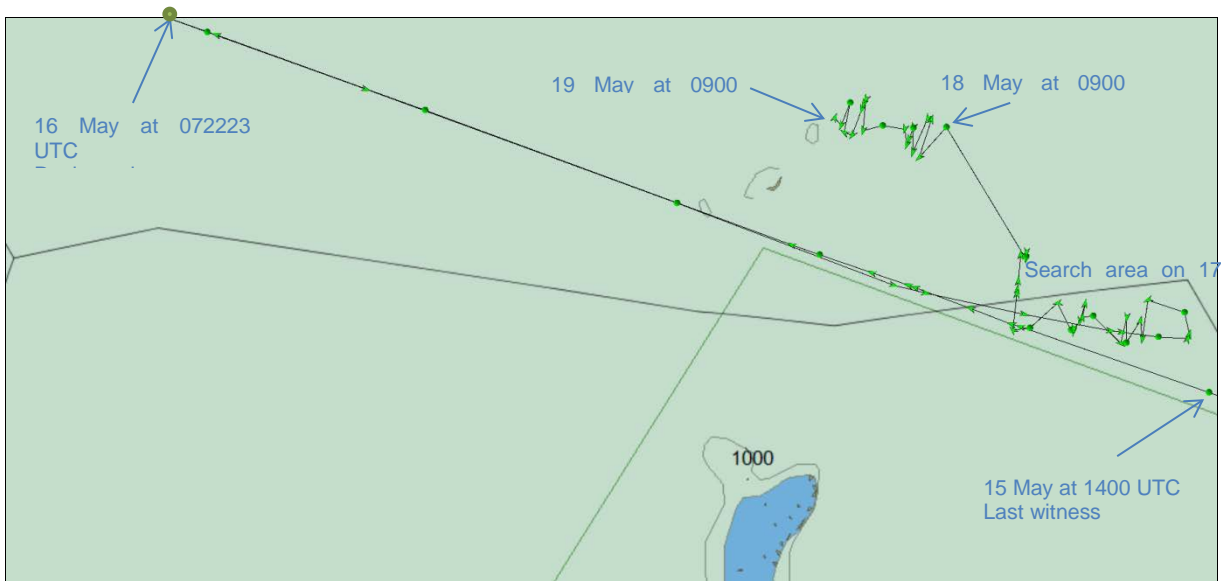 19 May at 0900
18 May at 0900
16 May at 072223
UTC
Search area on 17
1000
15 May at 1400 UTC
Last witness